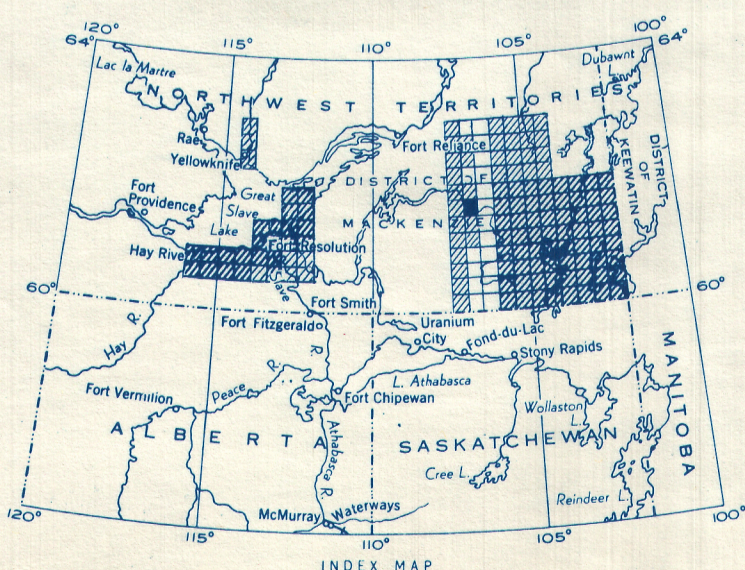 120°
115°
110°
105°
100°
64°
64°
Lac la Martre
Dubawnt
L.
NORTHWEST TERRITORIES
Rae
Yellowknife
Fort Reliance
DISTRICT OF
MACKENZIE
DISTRICT
OF
KEEWATIN
Fort
Providence
Great
Slave
Lake
Hay River
Fort Resolution
Slave
R.
60°
60°
Fort Smith
Fort Fitzgerald
Uranium
City
Fond-du-Lac
Stony Rapids
Hay R.
MANITOBA
Fort Vermilion
Peace R.
L. Athabasca
Fort Chipewan
Wollaston
L.
ALBERTA
SASKATCHEWAN
Athabasca R.
Cree L.
Reindeer L.
McMurray
Waterways
120°
115°
110°
105°
100°
INDEX MAP